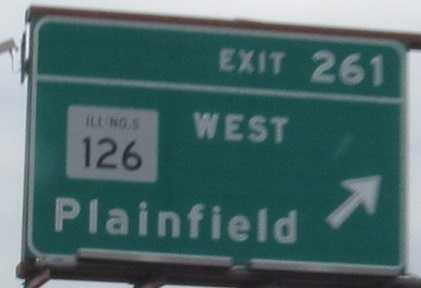 EXIT 261
ILLINOIS
126
WEST
Plainfield